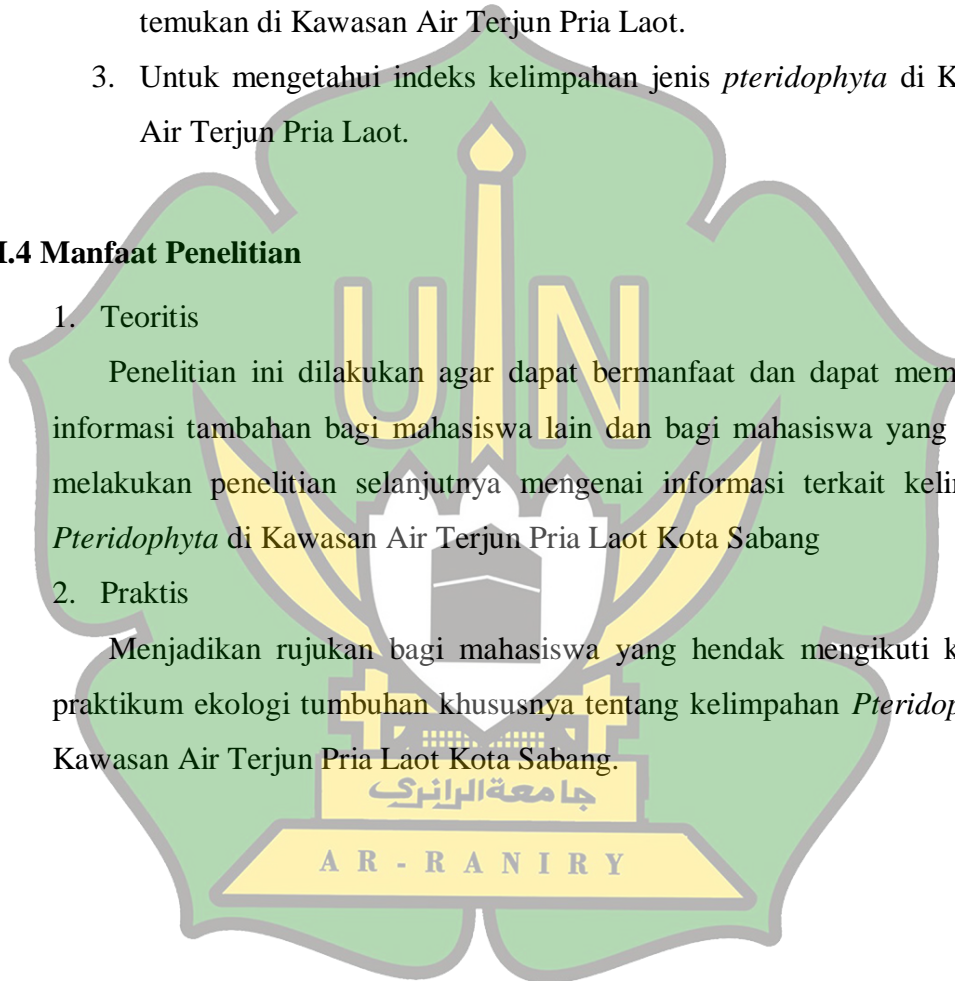 temukan di Kawasan Air Terjun Pria Laot.
3. Untuk mengetahui indeks kelimpahan jenis pteridophyta di K
Air Terjun Pria Laot.
I.4 Manfaat Penelitian
UIN
1. Teoritis
Penelitian ini dilakukan agar dapat bermanfaat dan dapat mem
informasi tambahan bagi mahasiswa lain dan bagi mahasiswa yang
melakukan penelitian selanjutnya mengenai informasi terkait kelim
Pteridophyta di Kawasan Air Terjun Pria Laot Kota Sabang
2. Praktis
Menjadikan rujukan bagi mahasiswa yang hendak mengikuti k
praktikum ekologi tumbuhan khususnya tentang kelimpahan Pteridop
Kawasan Air Terjun Pria Laot Kota Sabang.
جامعة الرانري
AR-RANIRY